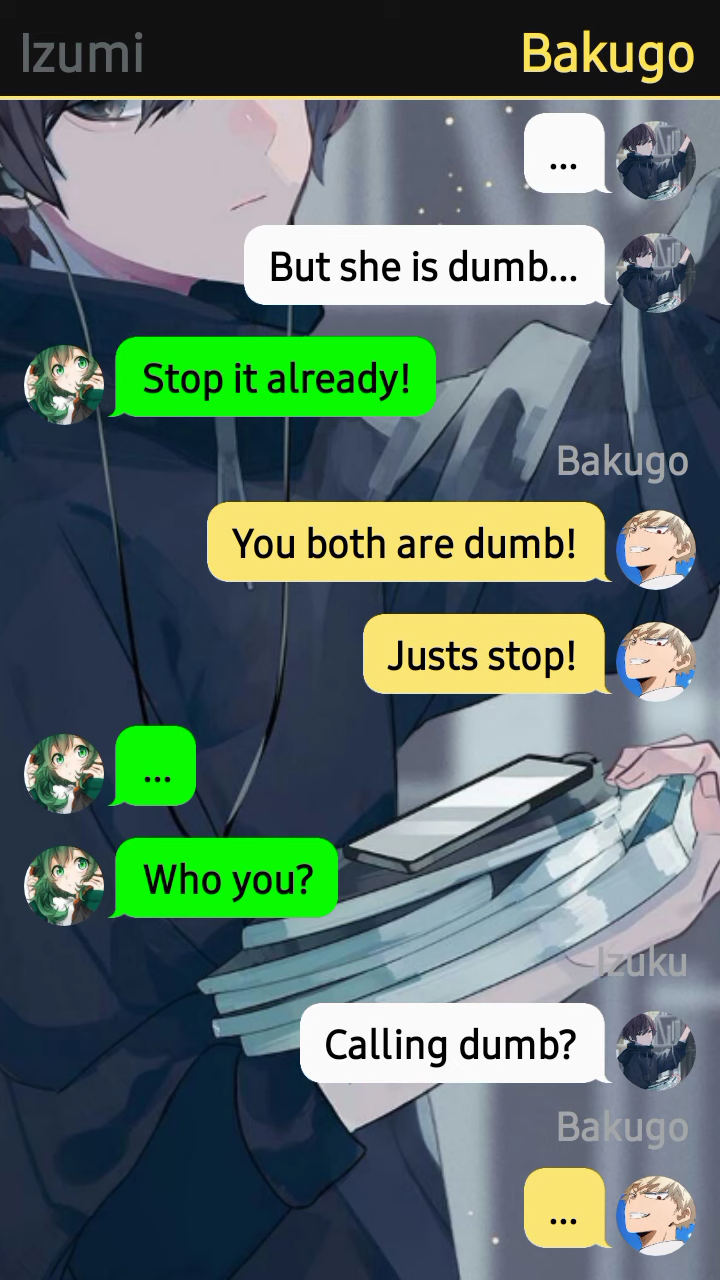 Izumi
Bakugo
...
But she is dumb...
Stop it already!
Bakugo
You both are dumb!
Justs stop!
...
Who you?
Izuku
Calling dumb?
Bakugo
...